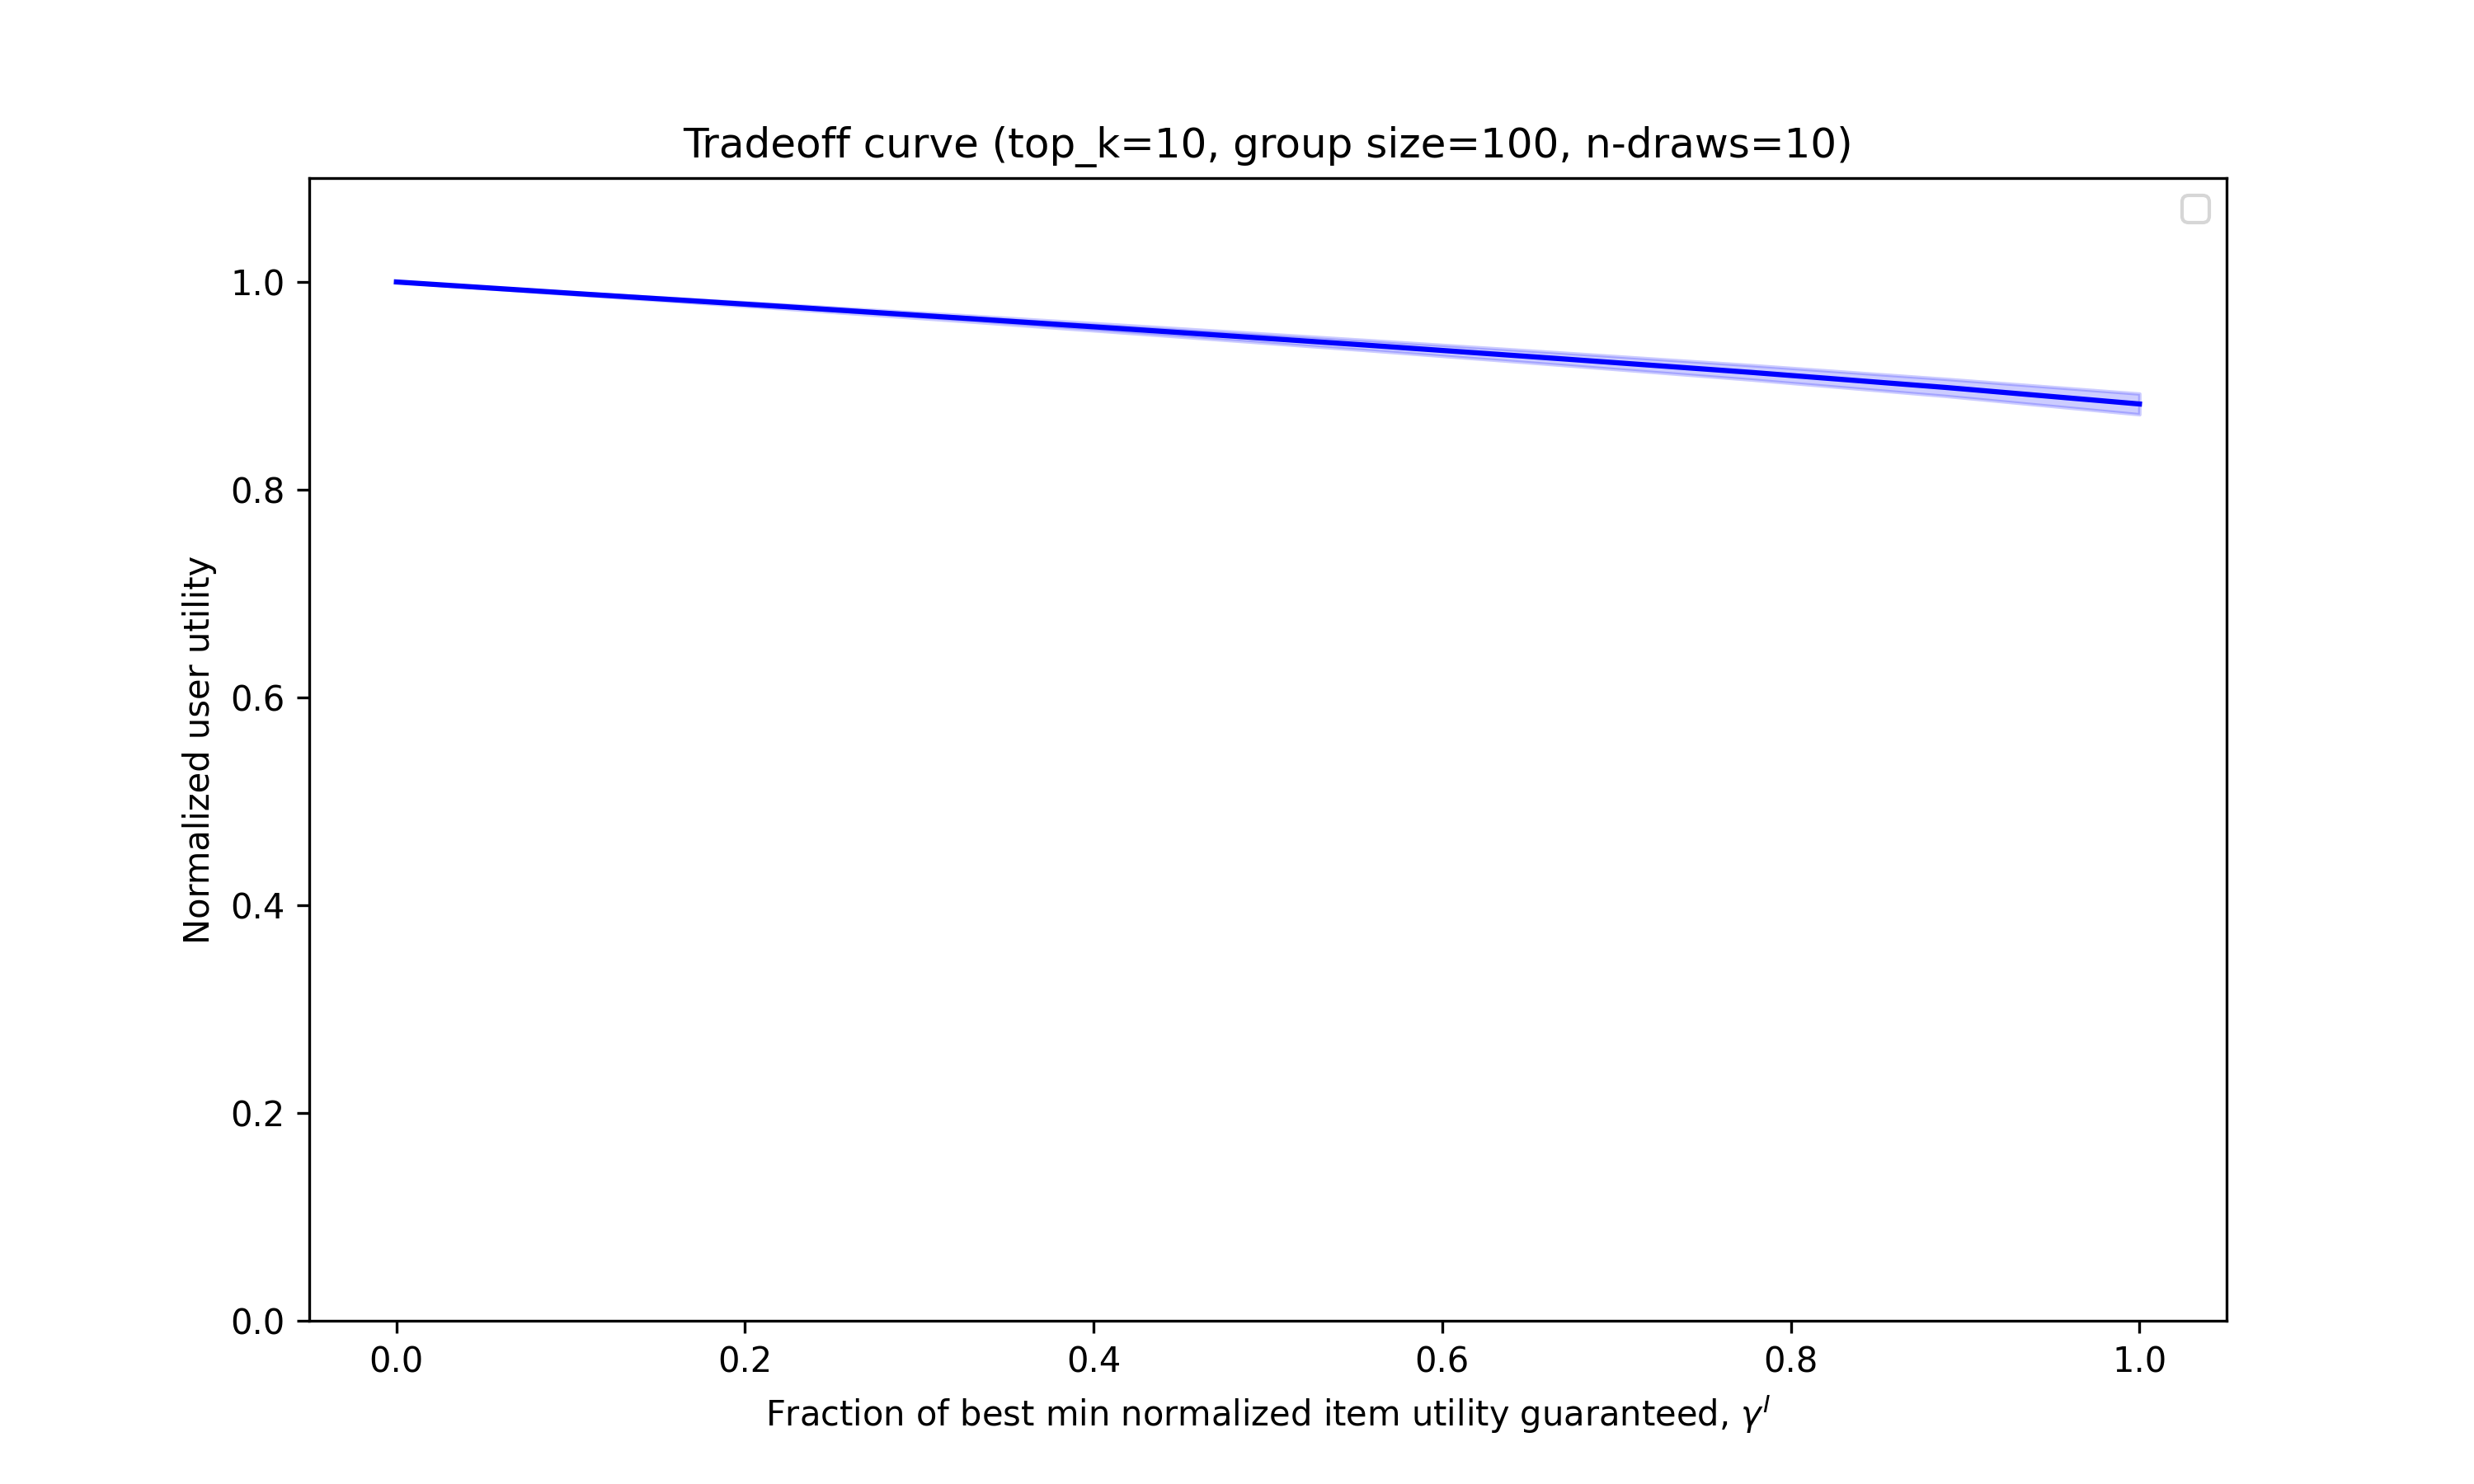 Tradeoff curve (top_k=10, group size=100, n-draws=10)
1.0
0.8
0.6
0.4
0.2
0.0
Normalized user utility
0.0 0.2 0.4 0.6 0.8 1.0
Fraction of best min normalized item utility guaranteed, γᴵ